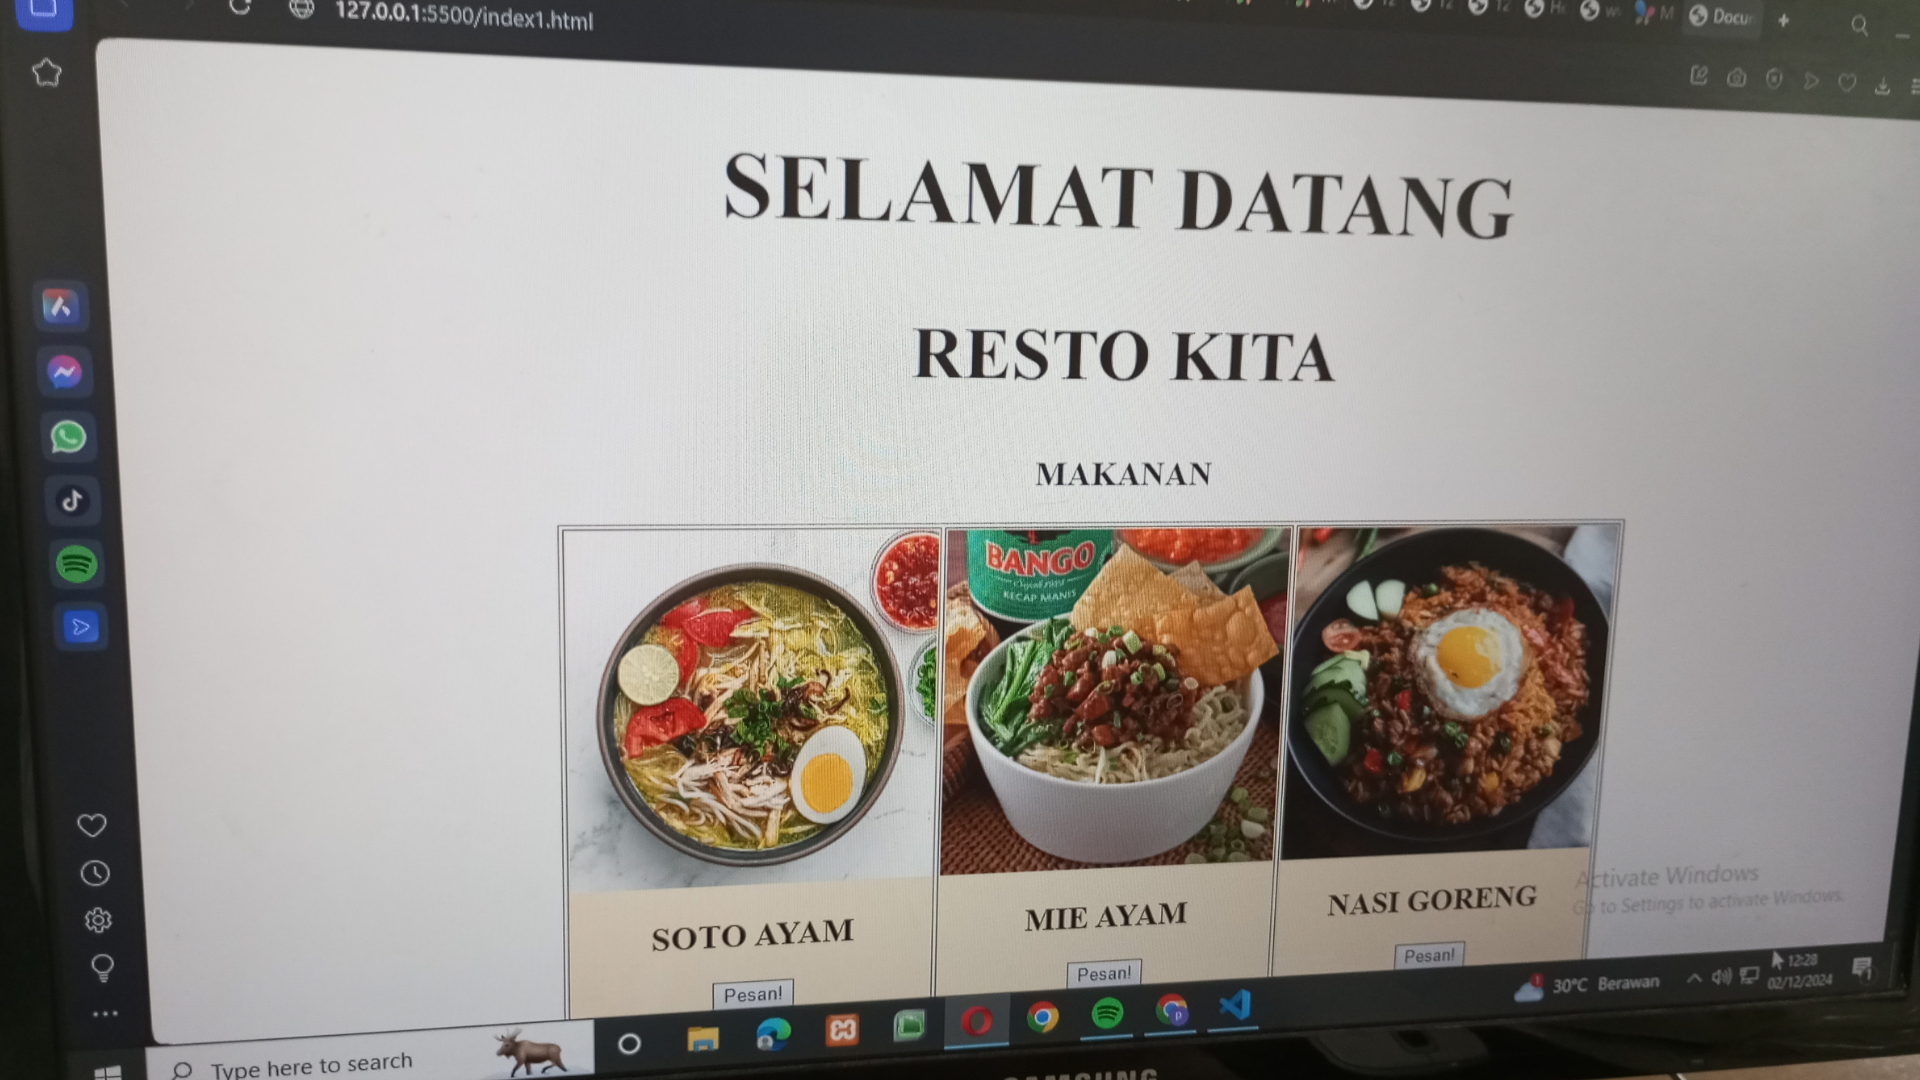 127.0.0.1:5500/index1.html
Docu
SELAMAT DATANG
RESTO KITA
MAKANAN
BANGO
KECAP MANIS
SOTO AYAM
MIE AYAM
NASI GORENG
Pesan!
Pesan!
Pesan!
Activate Windows
Go to Settings to activate Windows.
Type here to search
30°C Berawan
12:28
02/12/2024
SAMSUNG